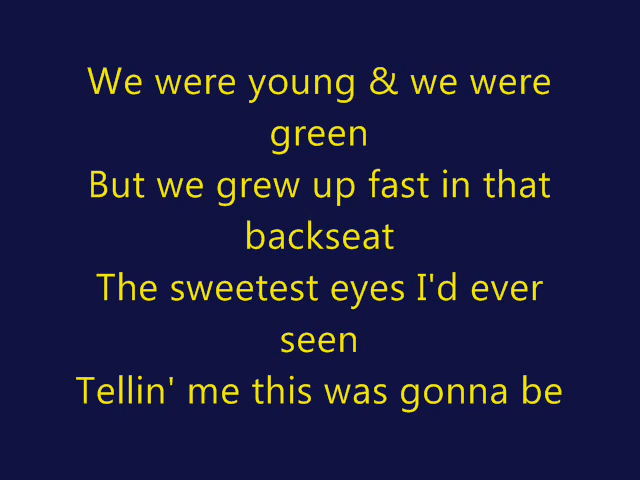 We were young & we were
green
But we grew up fast in that
backseat
The sweetest eyes I'd ever
seen
Tellin' me this was gonna be